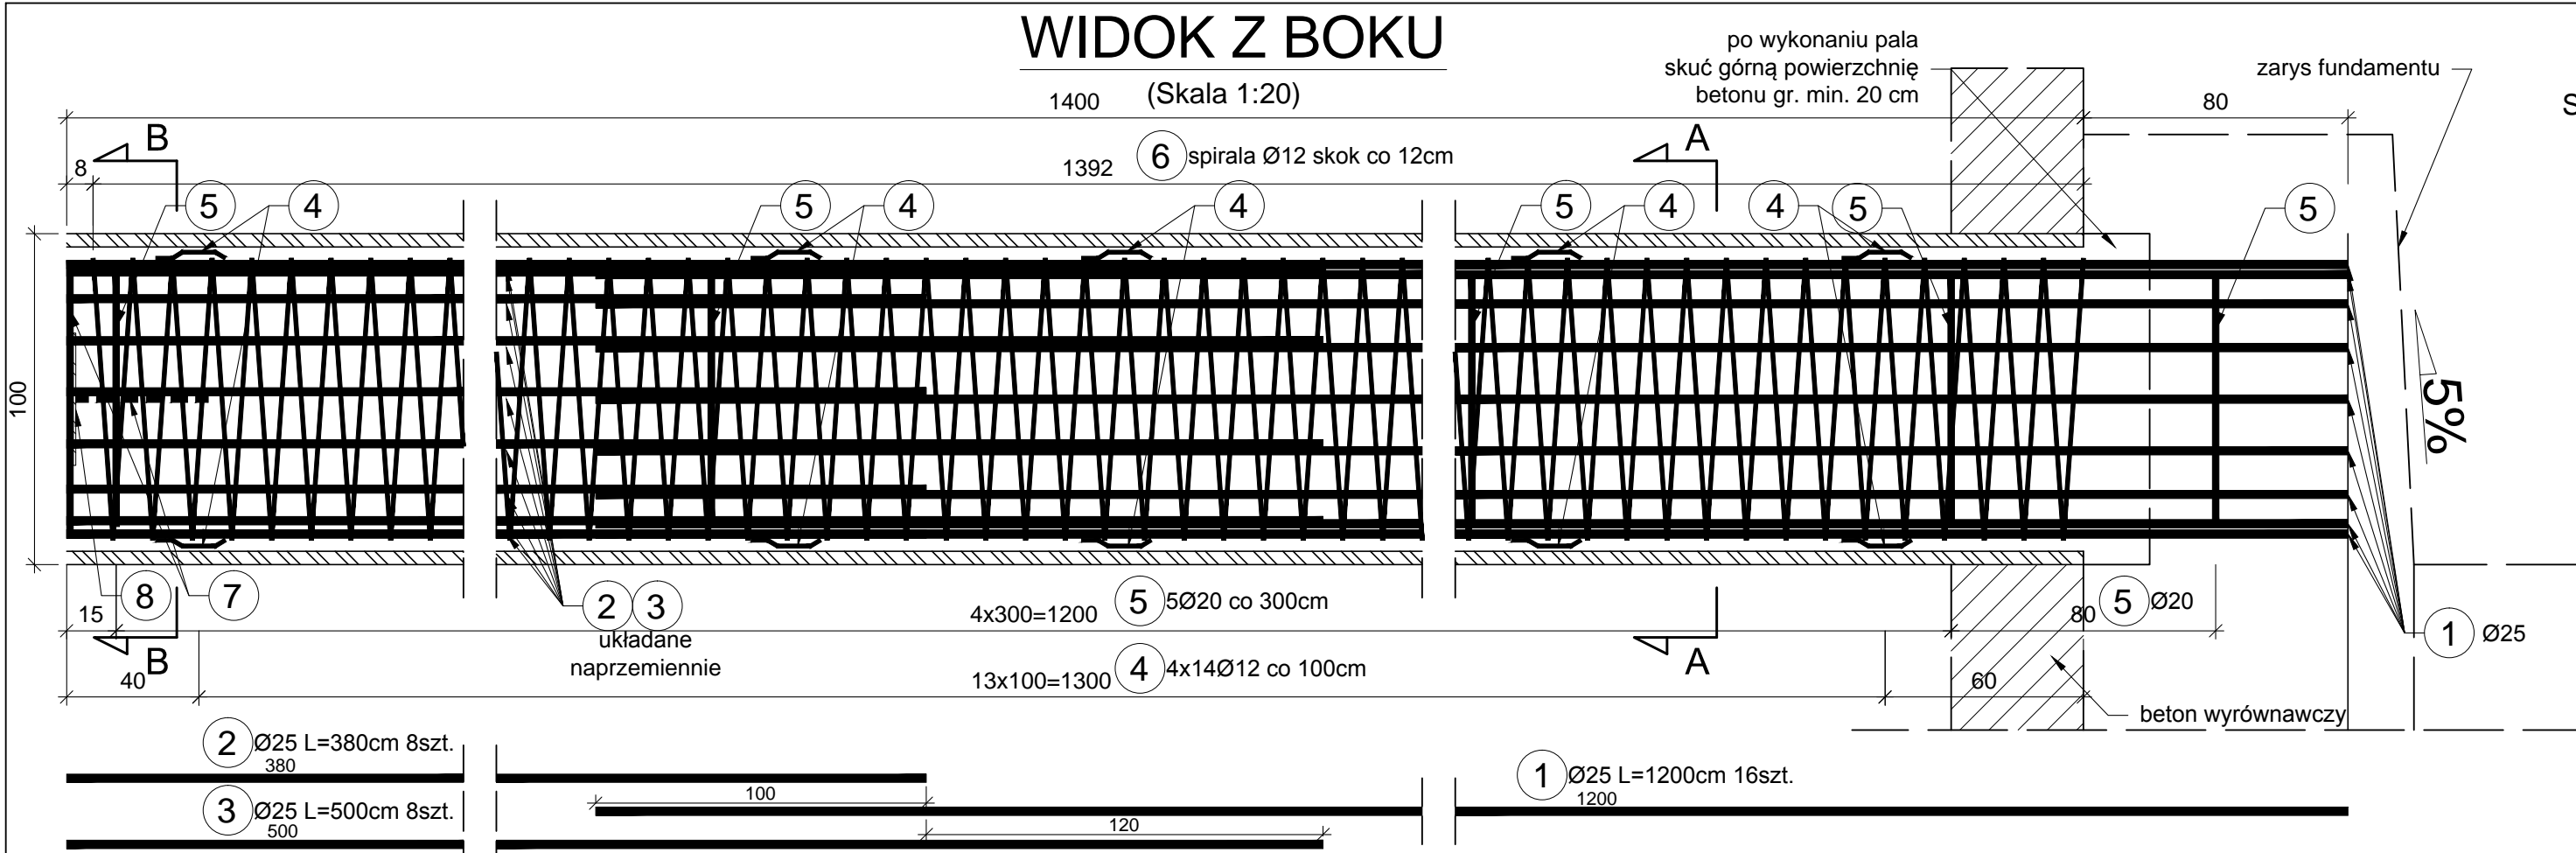 WIDOK Z BOKU
(Skala 1:20)
po wykonaniu pala
skuć górną powierzchnię
betonu gr. min. 20 cm
zarys fundamentu
1400
80
S
B
A
8
1392
6 spirala Ø12 skok co 12cm
5
4
5
4
4
5
4
4
5
5
100
5%
15
8
7
2 3
układane
naprzemiennie
4x300=1200
5 5Ø20 co 300cm
80
5 Ø20
1 Ø25
B
A
40
13x100=1300
4 4x14Ø12 co 100cm
60
beton wyrównawczy
2 Ø25 L=380cm 8szt.
380
1 Ø25 L=1200cm 16szt.
1200
100
3 Ø25 L=500cm 8szt.
500
120